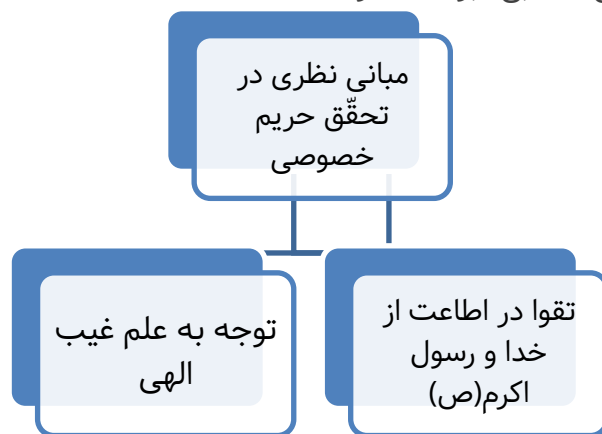 مبانی نظری در
تحقّق حریم
خصوصی
تقوا در اطاعت از
خدا و رسول
اکرم(ص)
توجه به علم غیب
الهی